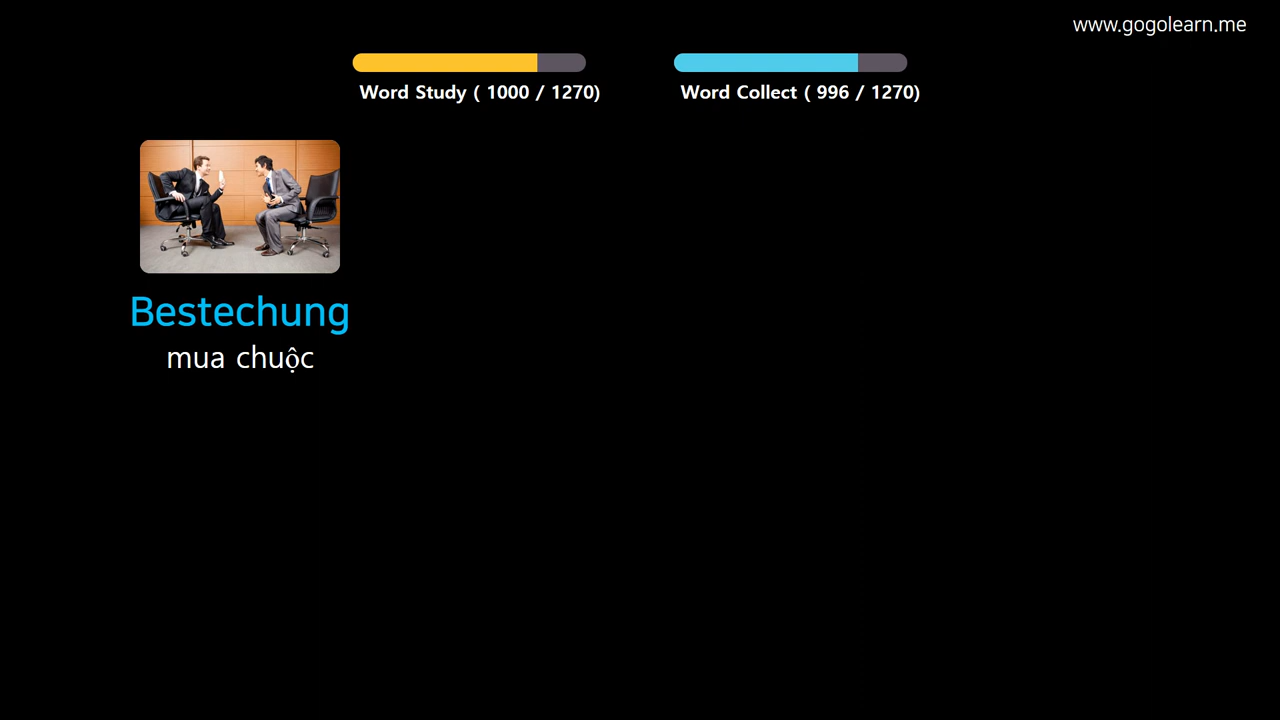 www.gogolearn.me
Word Study ( 1000 / 1270)
Word Collect ( 996 / 1270)
Bestechung
mua chuộc